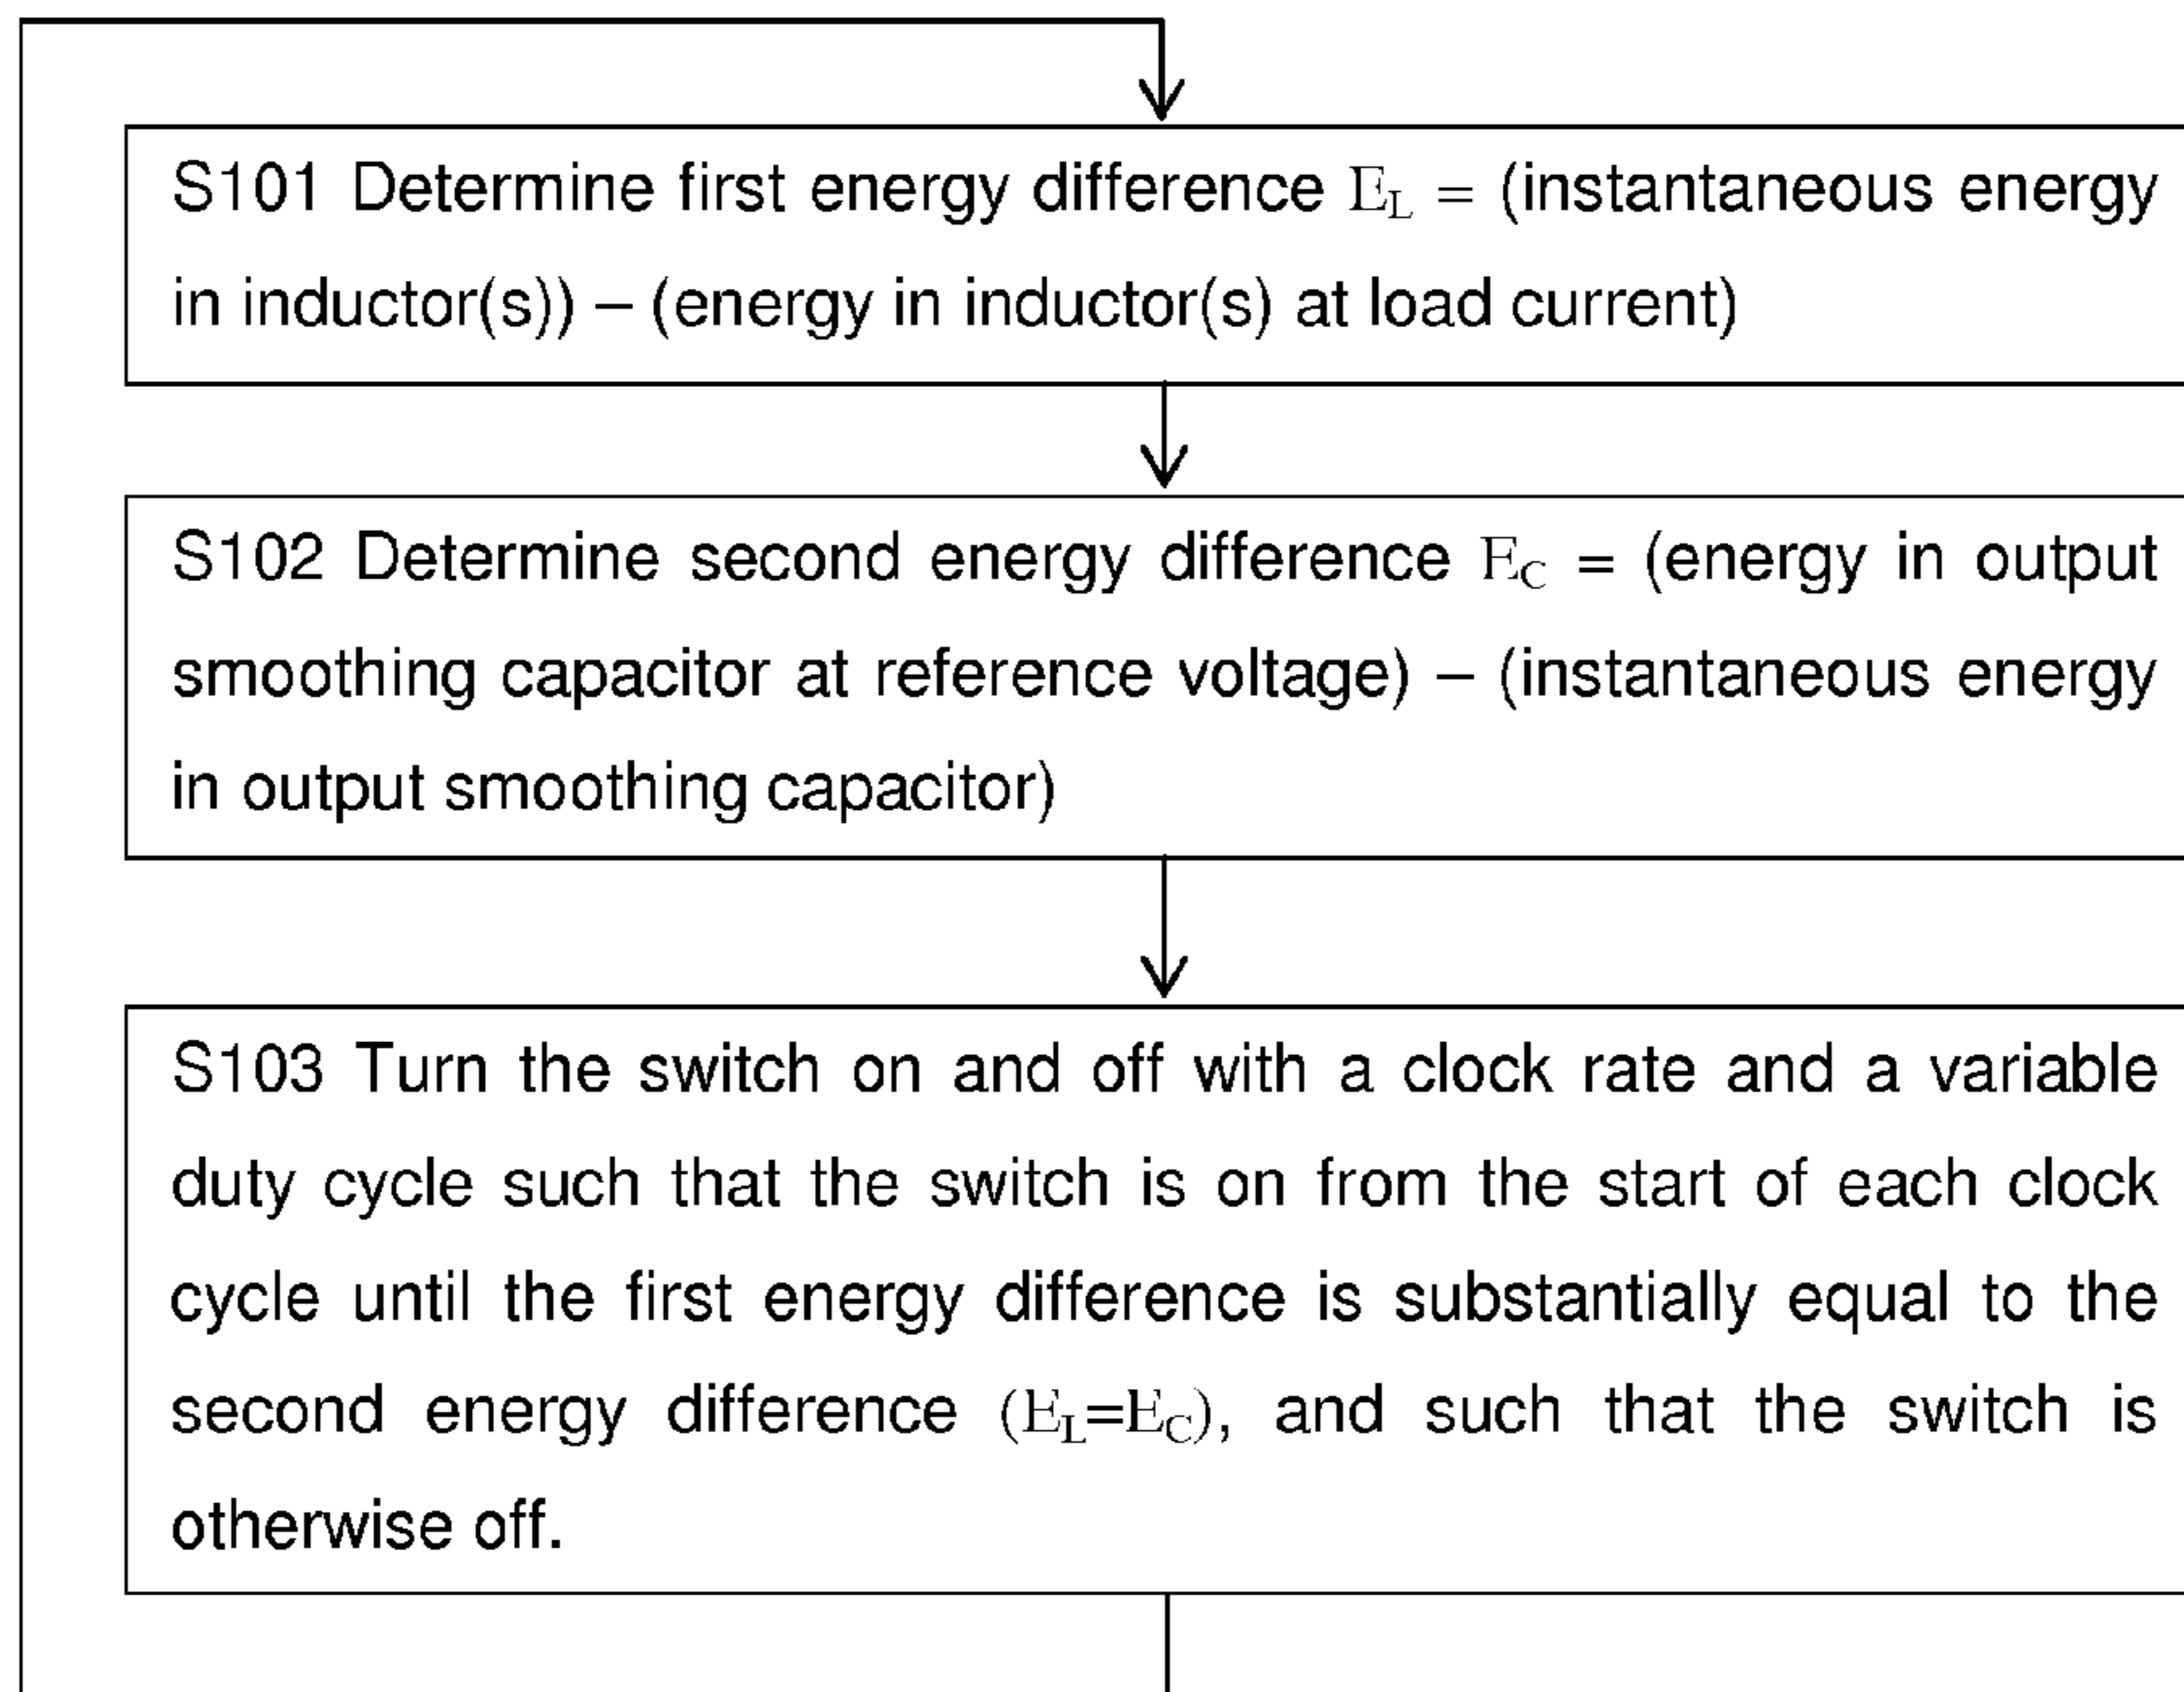 S101 Determine first energy difference E_L = (instantaneous energy
in inductor(s)) – (energy in inductor(s) at load current)
S102 Determine second energy difference E_C = (energy in output
smoothing capacitor at reference voltage) – (instantaneous energy
in output smoothing capacitor)
S103 Turn the switch on and off with a clock rate and a variable
duty cycle such that the switch is on from the start of each clock
cycle until the first energy difference is substantially equal to the
second energy difference (E_L=E_C), and such that the switch is
otherwise off.